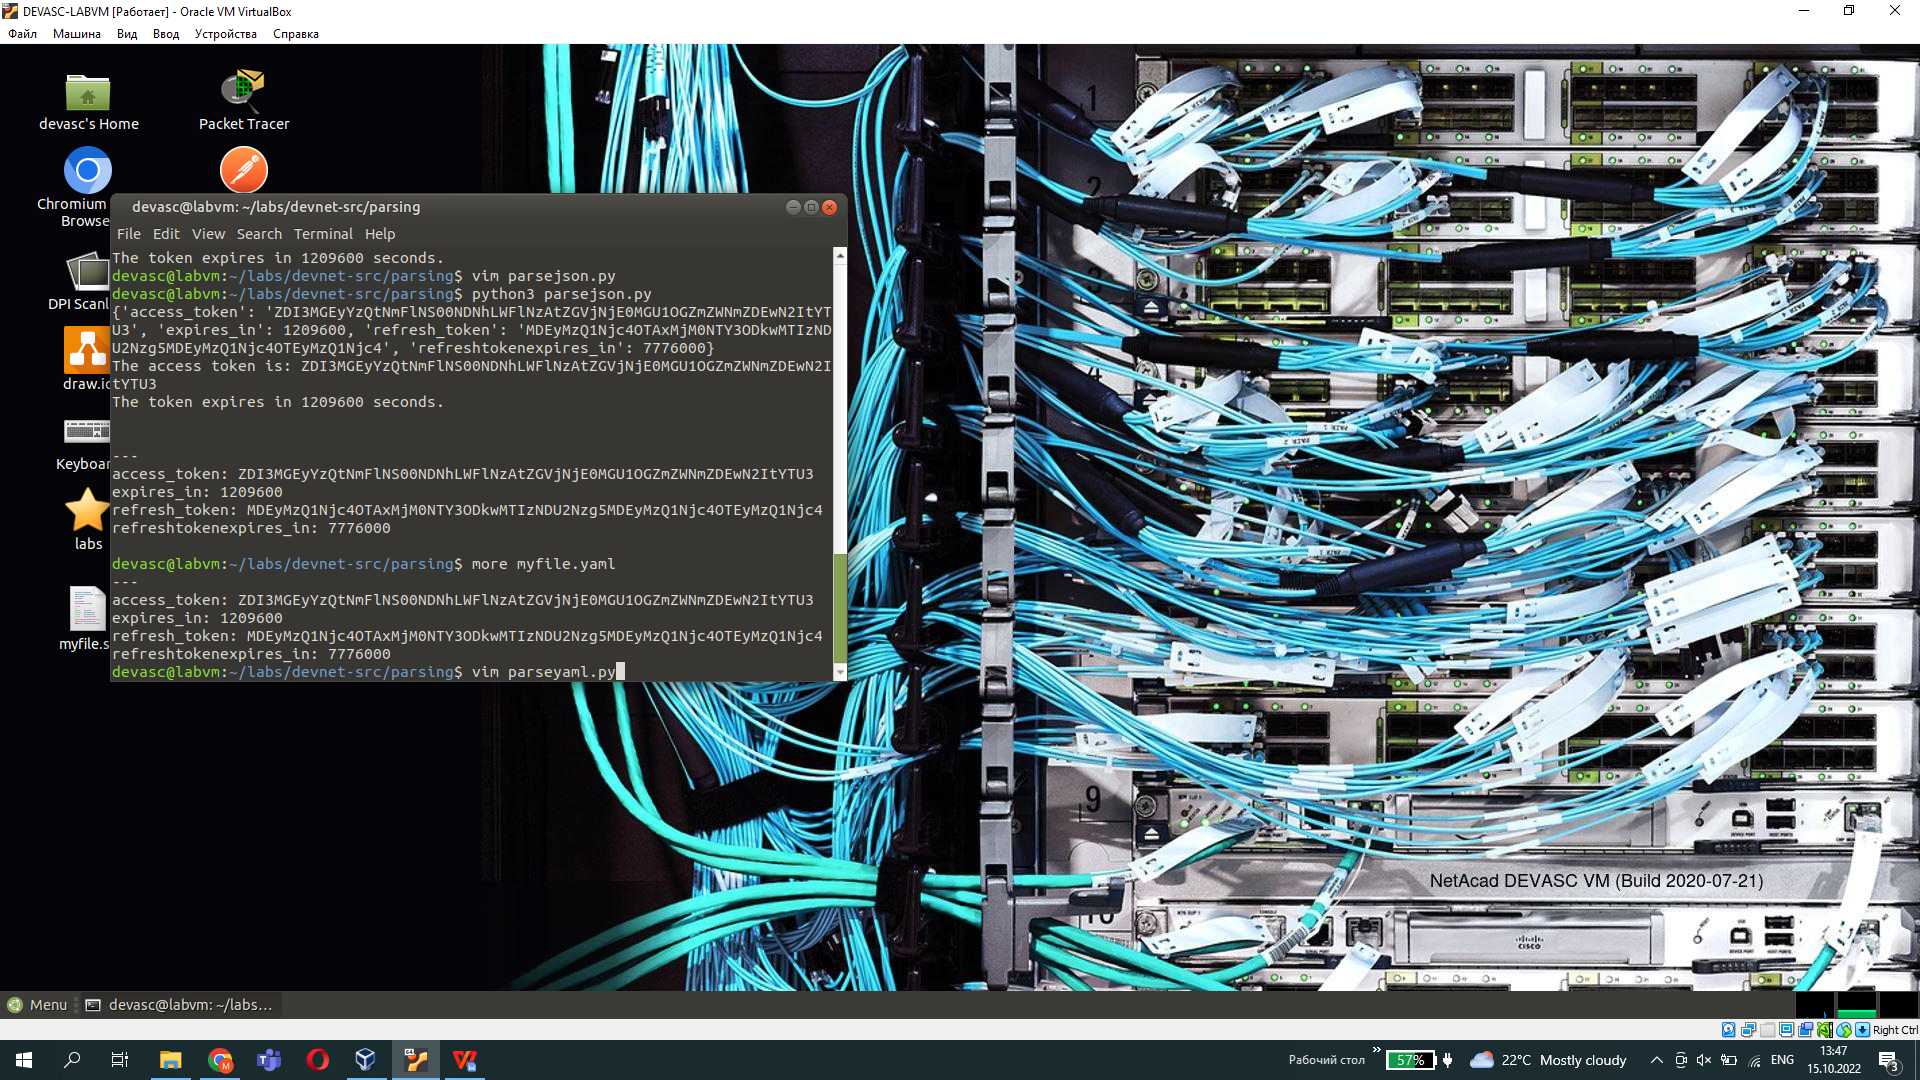 DEVASC-LABVM [Работает] - Oracle VM VirtualBox
Файл Машина Вид Ввод Устройства Справка
devasc's Home
Packet Tracer
Chromium
Browse
DPI Scanl
draw.io
Keyboar
labs
myfile.s
devasc@labvm: ~/labs/devnet-src/parsing
File Edit View Search Terminal Help
The token expires in 1209600 seconds.
devasc@labvm:~/labs/devnet-src/parsing$ vim parsejson.py
devasc@labvm:~/labs/devnet-src/parsing$ python3 parsejson.py
{'access_token': 'ZDI3MGEyYzQtNmFlNS00NDNhLWFlNzAtZGVjNjE0MGU1OGZmZWNmZDEwN2ItYT
U3', 'expires_in': 1209600, 'refresh_token': 'MDEyMzQ1Njc4OTAxMjM0NTY3ODkwMTIzND
U2Nzg5MDEyMzQ1Njc4OTEyMzQ1Njc4', 'refreshtokenexpires_in': 7776000}
The access token is: ZDI3MGEyYzQtNmFlNS00NDNhLWFlNzAtZGVjNjE0MGU1OGZmZWNmZDEwN2I
tYTU3
The token expires in 1209600 seconds.
---
access_token: ZDI3MGEyYzQtNmFlNS00NDNhLWFlNzAtZGVjNjE0MGU1OGZmZWNmZDEwN2ItYTU3
expires_in: 1209600
refresh_token: MDEyMzQ1Njc4OTAxMjM0NTY3ODkwMTIzNDU2Nzg5MDEyMzQ1Njc4OTEyMzQ1Njc4
refreshtokenexpires_in: 7776000
devasc@labvm:~/labs/devnet-src/parsing$ more myfile.yaml
---
access_token: ZDI3MGEyYzQtNmFlNS00NDNhLWFlNzAtZGVjNjE0MGU1OGZmZWNmZDEwN2ItYTU3
expires_in: 1209600
refresh_token: MDEyMzQ1Njc4OTAxMjM0NTY3ODkwMTIzNDU2Nzg5MDEyMzQ1Njc4OTEyMzQ1Njc4
refreshtokenexpires_in: 7776000
devasc@labvm:~/labs/devnet-src/parsing$ vim parseyaml.py
1
2
9
NetAcad DEVASC VM (Build 2020-07-21)
CISCO
Menu devasc@labvm: ~/labs...
Right Ctrl
Рабочий стол » 57% 22°C Mostly cloudy ENG 13:47
15.10.2022
3